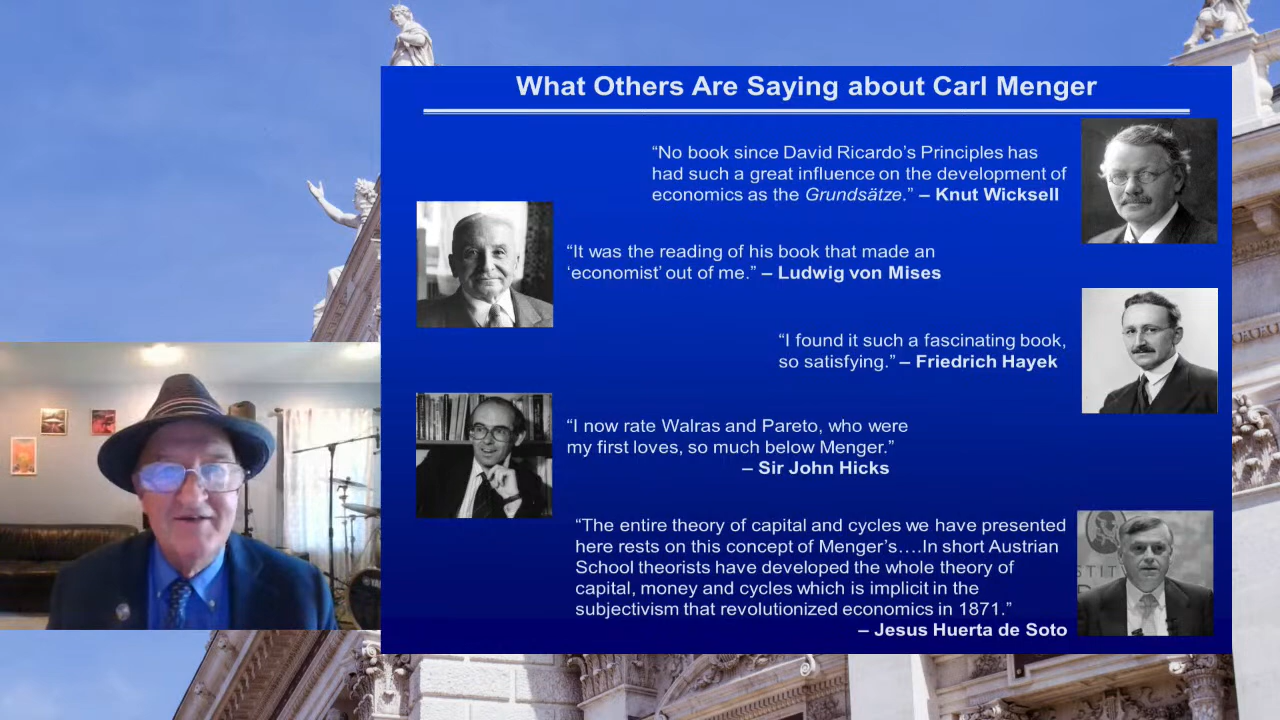 What Others Are Saying about Carl Menger
“No book since David Ricardo’s Principles has
had such a great influence on the development of
economics as the Grundsätze.” – Knut Wicksell
“It was the reading of his book that made an
‘economist’ out of me.” – Ludwig von Mises
“I found it such a fascinating book,
so satisfying.” – Friedrich Hayek
“I now rate Walras and Pareto, who were
my first loves, so much below Menger.”
– Sir John Hicks
“The entire theory of capital and cycles we have presented
here rests on this concept of Menger’s….In short Austrian
School theorists have developed the whole theory of
capital, money and cycles which is implicit in the
subjectivism that revolutionized economics in 1871.”
– Jesus Huerta de Soto